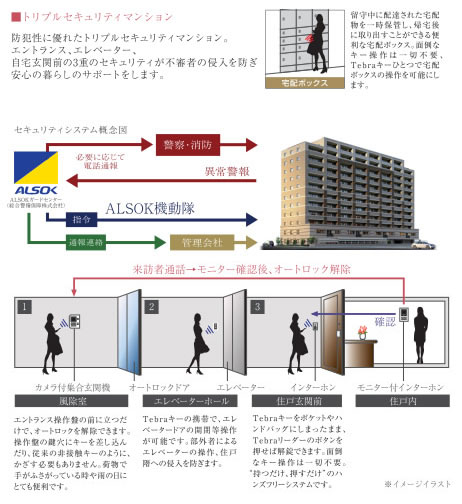 ■トリプルセキュリティマンション
防犯性に優れたトリプルセキュリティマンション。
エントランス、エレベーター、
自宅玄関前の3重のセキュリティが不審者の侵入を防ぎ
安心の暮らしのサポートをします。
宅配ボックス
留守中に配達された宅配
物を一時保管し、帰宅後
に取り出すことができる便
利な宅配ボックス。面倒な
キー操作は一切不要、
Tebraキーひとつで宅配
ボックスの操作を可能にし
ます。
セキュリティシステム概念図
ALSOK
ALSOKガードセンター
(綜合警備保障株式会社)
必要に応じて
電話通報
警察・消防
異常警報
指令
ALSOK機動隊
通報連絡
管理会社
来訪者通話→モニター確認後、オートロック解除
1
2
3
確認
カメラ付集合玄関機
オートロックドア
エレベーター
インターホン
モニター付インターホン
風除室
エレベーターホール
住戸玄関前
住戸内
エントランス操作盤の前に立つだ
けで、オートロックを解除できます。
操作盤の鍵穴にキーを差し込ん
だり、従来の非接触キーのように、
かざす必要もありません。荷物で
手がふさがっている時や雨の日に
とても便利です。
Tebraキーの携帯で、エレ
ベータードアの開閉等操作
が可能です。部外者による
エレベーターの操作、住戸
階への侵入を防ぎます。
Tebraキーをポケットやハ
ンドバッグにしまったまま、
Tebraリーダーのボタンを
押せば解錠できます。面倒
なキー操作は一切不要。
“持つだけ、押すだけ”のハ
ンズフリーシステムです。
※イメージイラスト